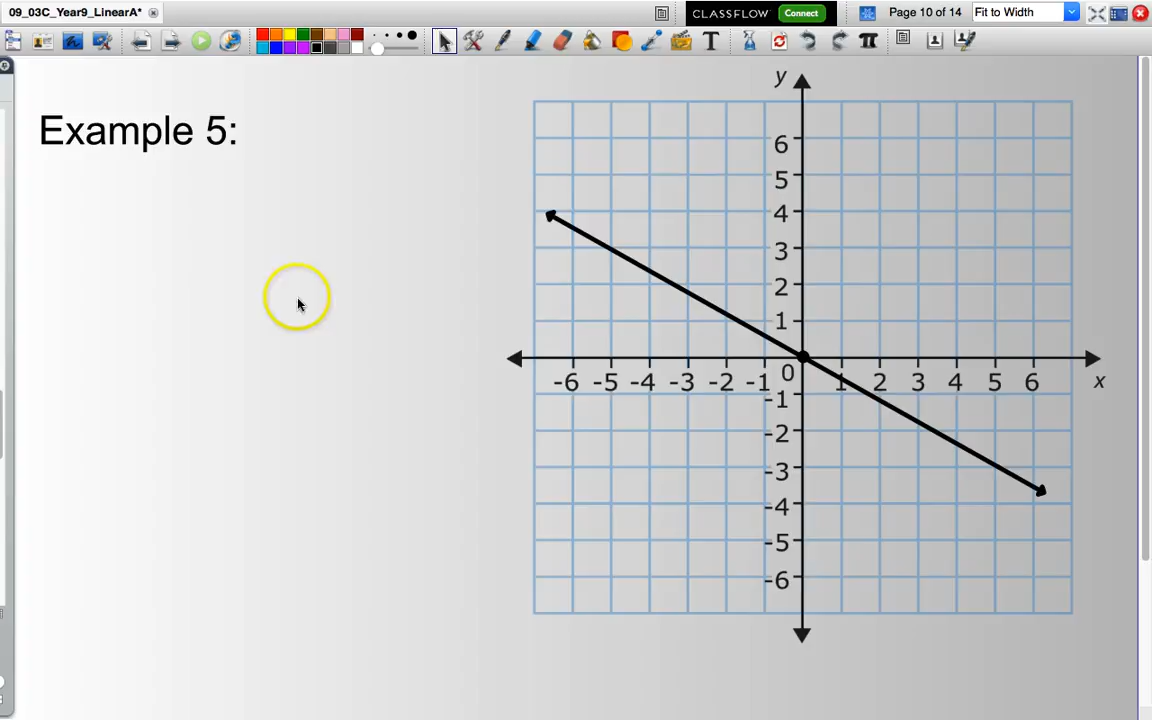 09_03C_Year9_LinearA*
CLASSFLOW Connect
Page 10 of 14
Fit to Width
Example 5:
y
6
5
4
3
2
1
-6 -5 -4 -3 -2 -1 0 1 2 3 4 5 6 x
-1
-2
-3
-4
-5
-6